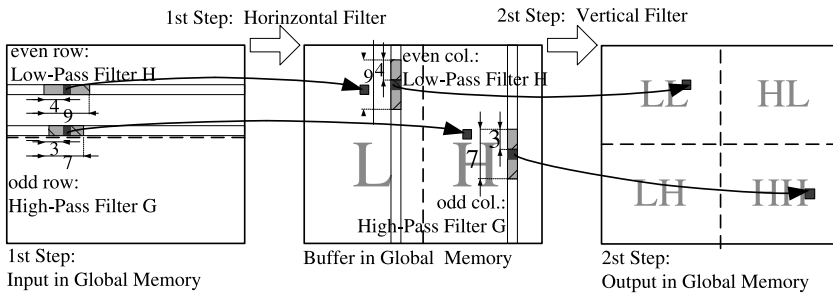 1st Step: Horinzontal Filter
2st Step: Vertical Filter
even row:
Low-Pass Filter H
4
9
3
7
odd row:
High-Pass Filter G
1st Step:
Input in Global Memory
even col.:
Low-Pass Filter H
9
4
L
H
3
7
odd col.:
High-Pass Filter G
Buffer in Global Memory
LL
HL
LH
HH
2st Step:
Output in Global Memory